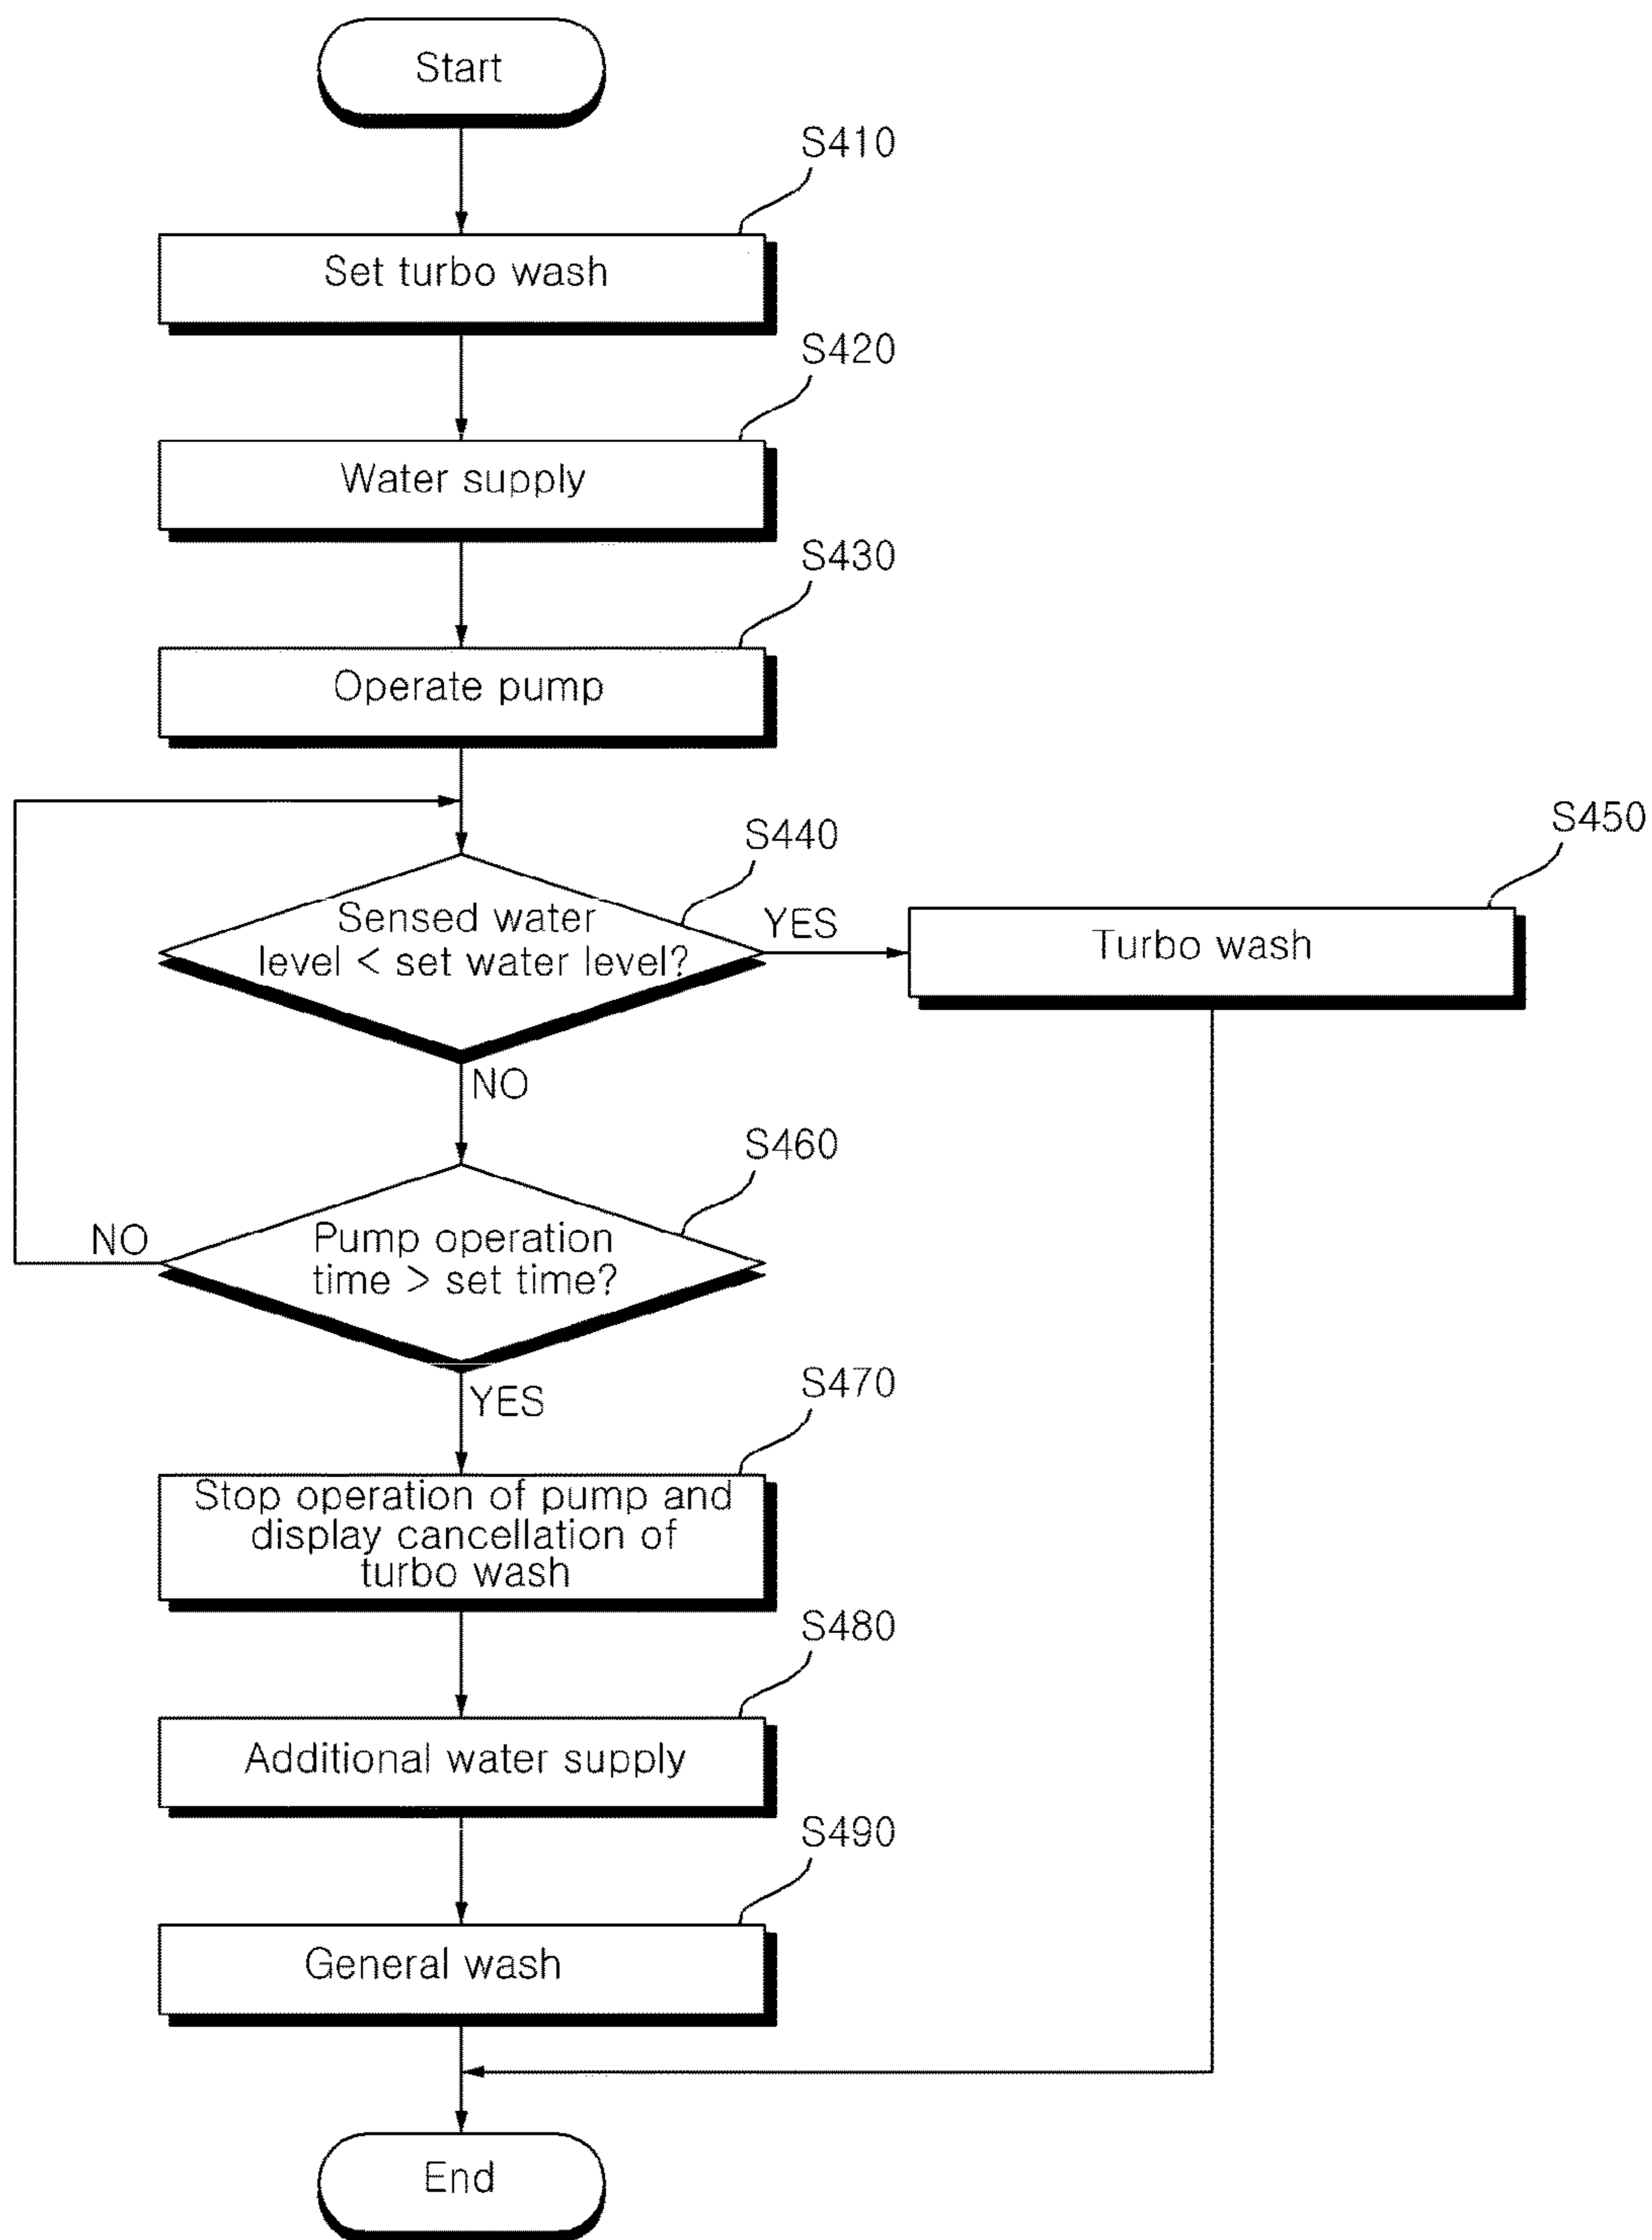 Start
S410
Set turbo wash
S420
Water supply
S430
Operate pump
S440
Sensed water
level < set water level?
YES
S450
Turbo wash
NO
S460
Pump operation
time > set time?
NO
YES
S470
Stop operation of pump and
display cancellation of
turbo wash
S480
Additional water supply
S490
General wash
End